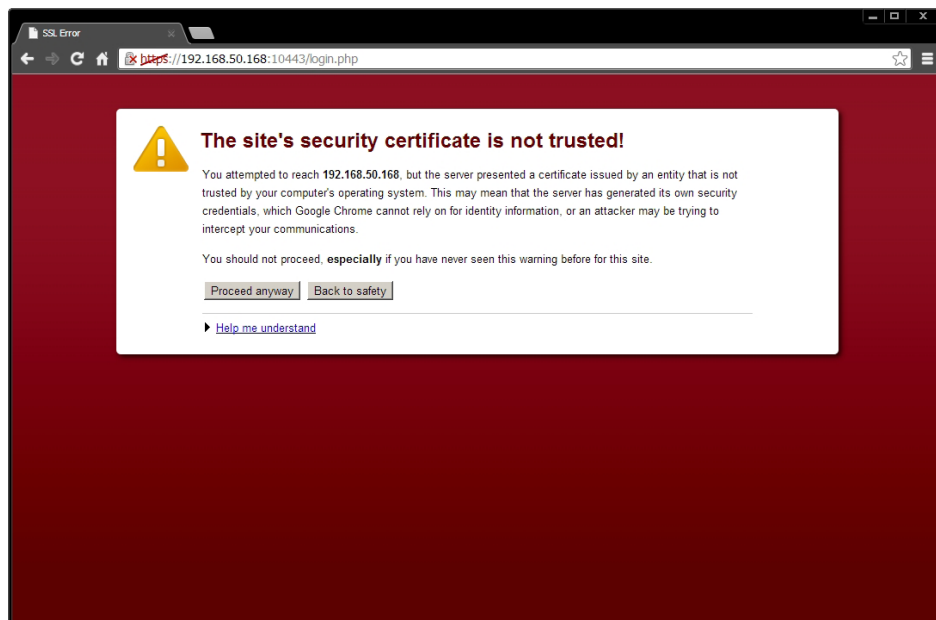 SSL Error
https://192.168.50.168:10443/login.php
The site's security certificate is not trusted!
You attempted to reach 192.168.50.168, but the server presented a certificate issued by an entity that is not
trusted by your computer's operating system. This may mean that the server has generated its own security
credentials, which Google Chrome cannot rely on for identity information, or an attacker may be trying to
intercept your communications.
You should not proceed, especially if you have never seen this warning before for this site.
Proceed anyway Back to safety
Help me understand